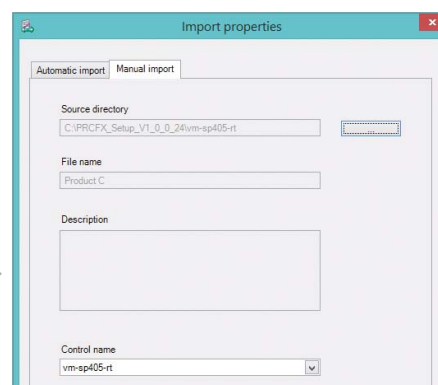 Import properties
Automatic import Manual import
Source directory
C:\PRCFX_Setup_V1_0_0_24\vm-sp405-rt
...
File name
Product C
Description
Control name
vm-sp405-rt